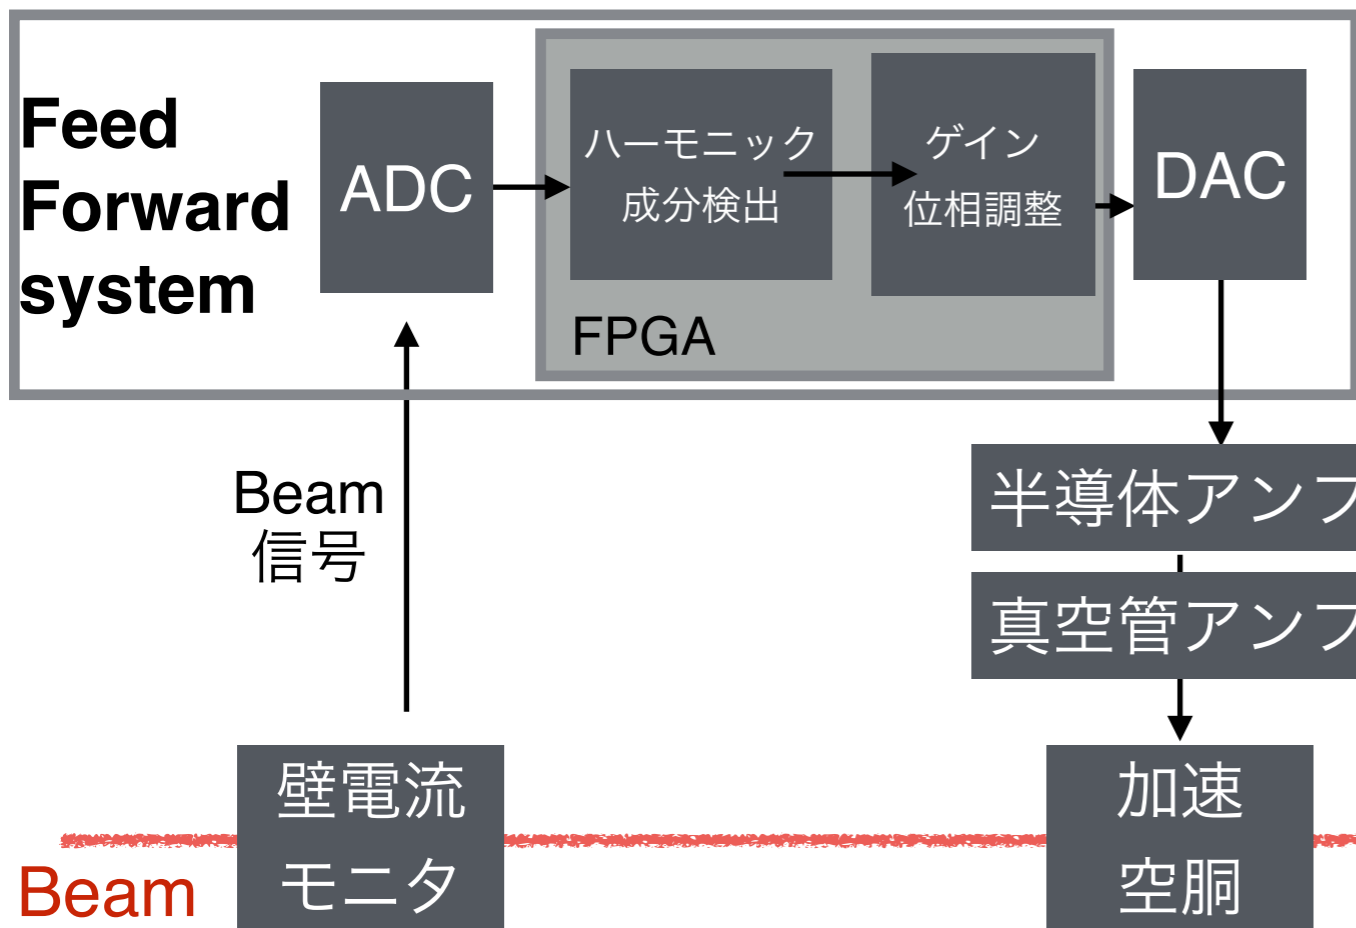 Feed
Forward
system
ADC
ハーモニック
成分検出
ゲイン
位相調整
DAC
FPGA
Beam
信号
半導体アンプ
真空管アンプ
壁電流
モニタ
加速
空胴
Beam